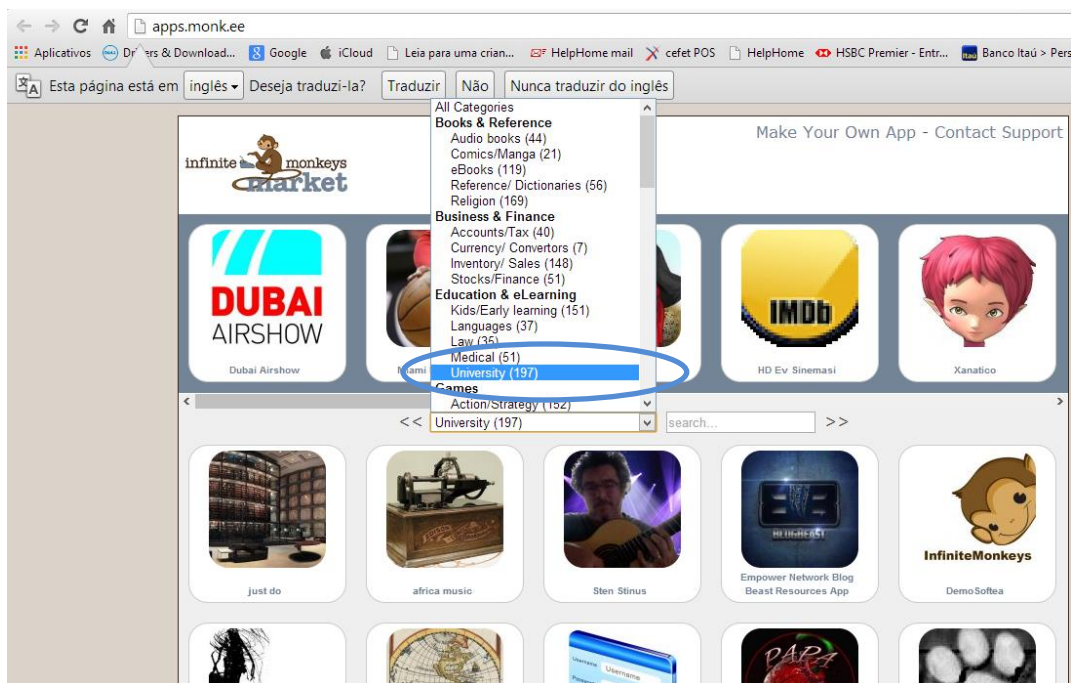 apps.monk.ee
Aplicativos Google iCloud Leia para uma crian... HelpHome mail cefet POS HelpHome HSBC Premier - Entr... Banco Itaú > Pers
Esta página está em inglês Deseja traduzi-la? Traduzir Não Nunca traduzir do inglês
All Categories
Books & Reference
Audio books (44)
Comics/Manga (21)
eBooks (119)
Reference/ Dictionaries (56)
Religion (169)
Business & Finance
Accounts/Tax (40)
Currency/ Convertors (7)
Inventory/ Sales (148)
Stocks/Finance (51)
Education & eLearning
Kids/Early learning (151)
Languages (37)
Law (35)
Medical (51)
University (197)
Games
Action/Strategy (152)
Make Your Own App - Contact Support
infinite monkeys
market
DUBAI
AIRSHOW
IMDb
Dubai Airshow
HD Ev Sinemasi
Xanatico
<< University (197) search... >>
BLOGBEAST
InfiniteMonkeys
just do
africa music
Sten Stinus
Empower Network Blog
Beast Resources App
DemoSoftea
Username
Username
PAPA